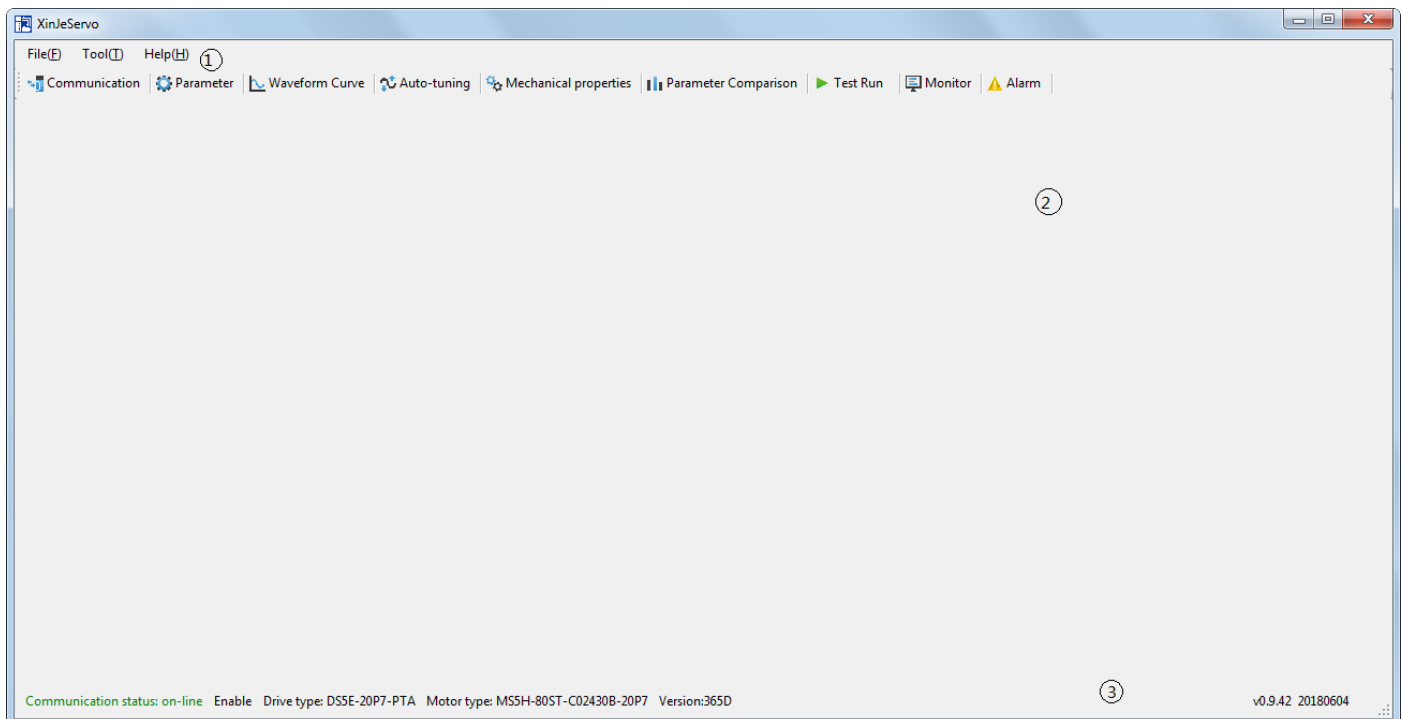 XinJeServo
File(F) Tool(T) Help(H) ①
Communication Parameter Waveform Curve Auto-tuning Mechanical properties Parameter Comparison Test Run Monitor Alarm
②
③
Communication status: on-line Enable Drive type: DS5E-20P7-PTA Motor type: MS5H-80ST-C02430B-20P7 Version:365D v0.9.42 20180604